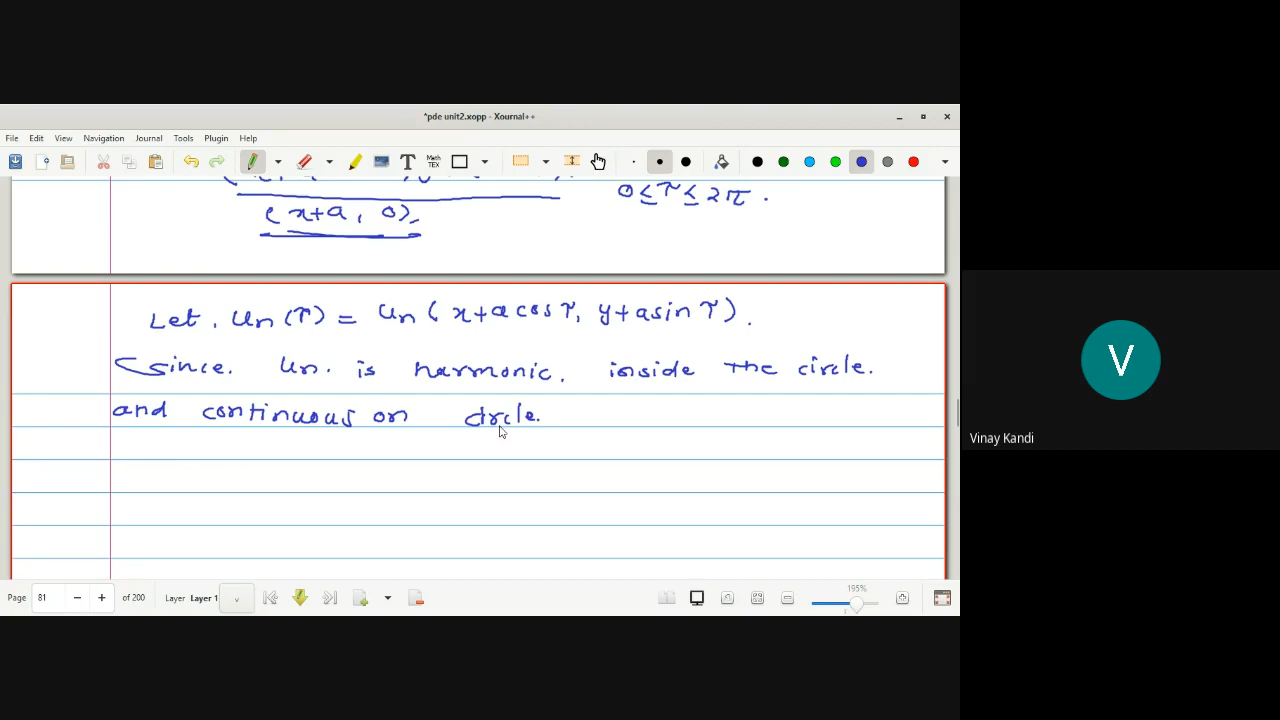 *pde unit2.xopp - Xournal++
File Edit View Navigation Journal Tools Plugin Help
0 ≤ τ ≤ 2π.
(x+a, 0).
Let, un(τ) = un(x+a cos τ, y+a sin τ).
Since. un. is harmonic. inside the circle.
and continuous on circle.
V
Vinay Kandi
Page 81 of 200 Layer Layer 1 195%